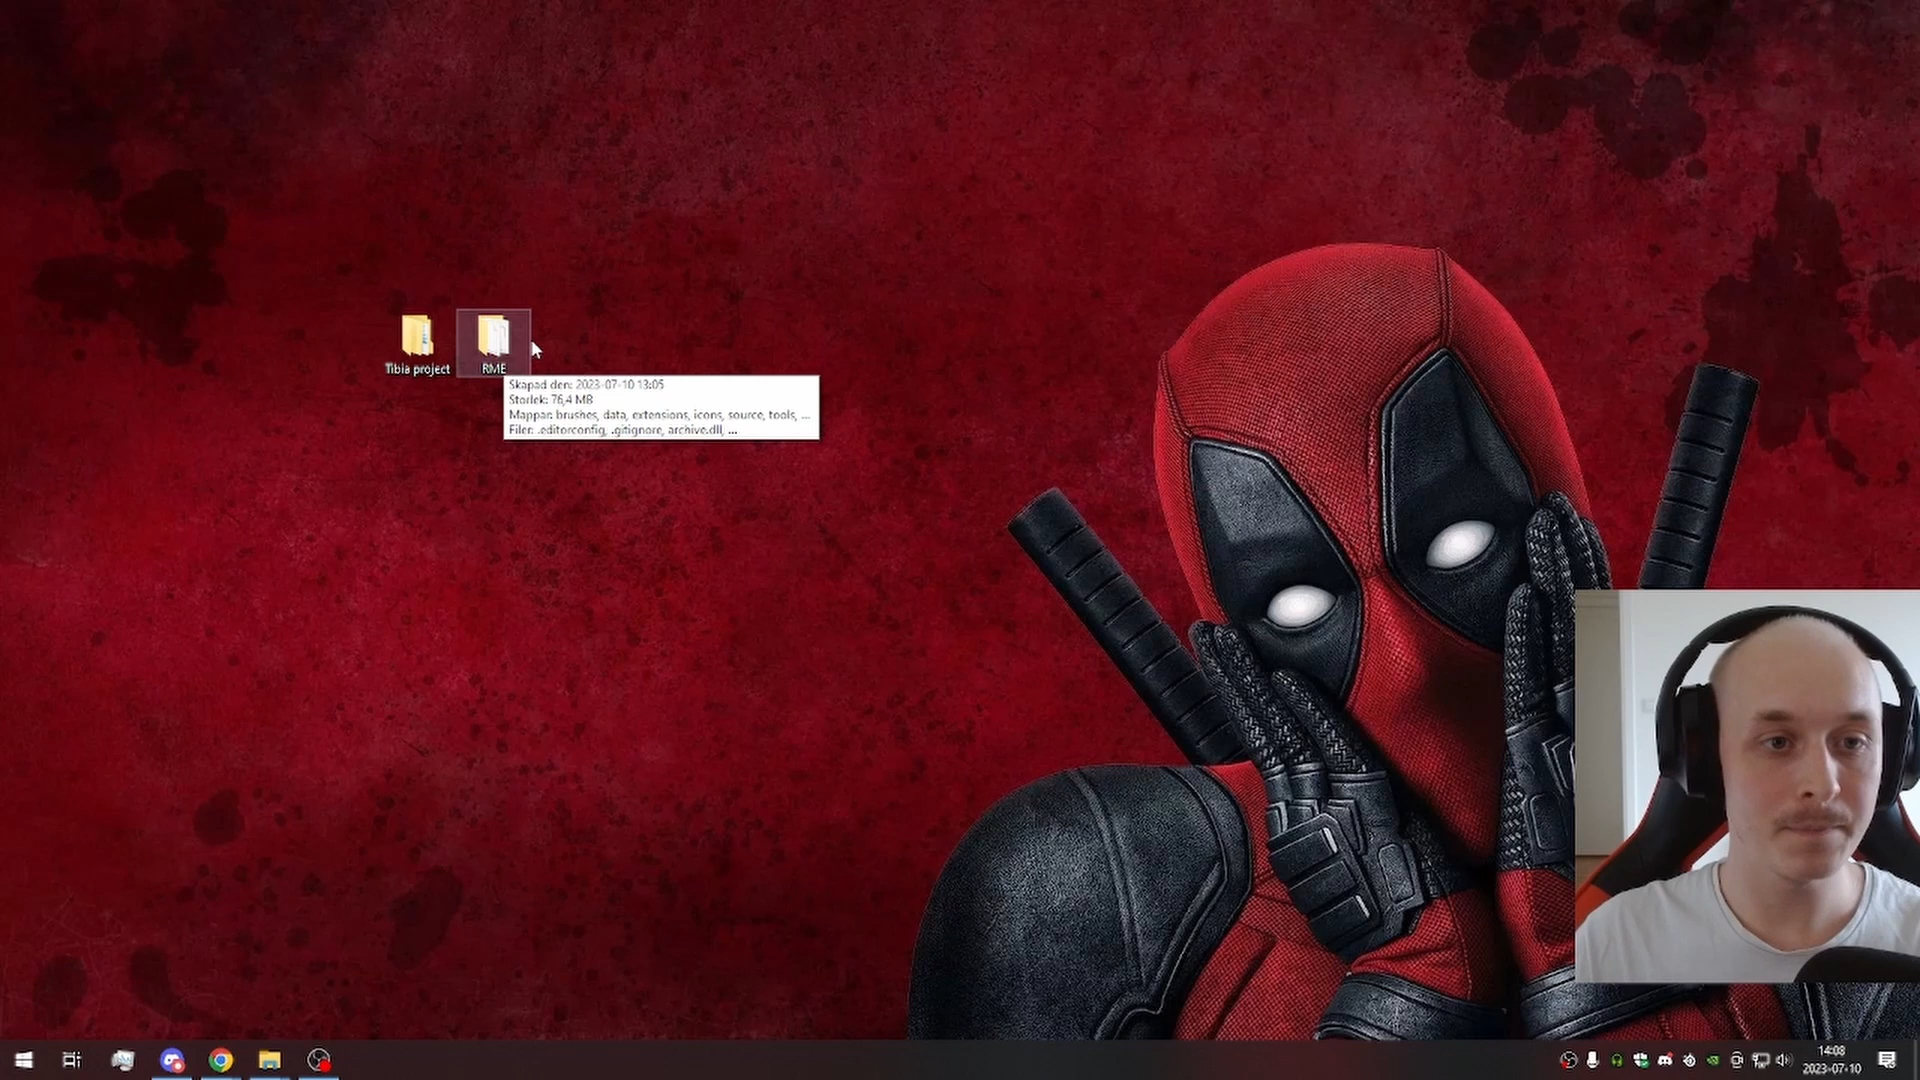 Tibia project
RME
Skapad den: 2023-07-10 13:05
Storlek: 76,4 MB
Mappar: brushes, data, extensions, icons, source, tools, ...
Filer: .editorconfig, .gitignore, archive.dll, ...
14:08
2023-07-10